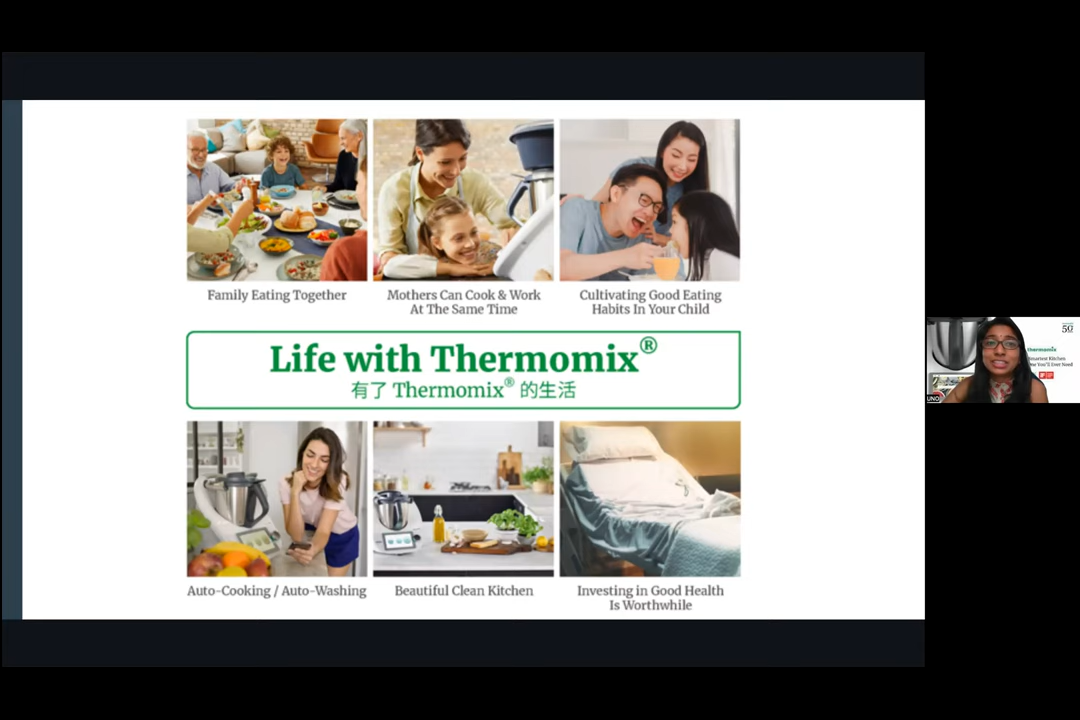 Family Eating Together
Mothers Can Cook & Work
At The Same Time
Cultivating Good Eating
Habits In Your Child
Life with Thermomix®
有了 Thermomix® 的生活
Auto-Cooking / Auto-Washing
Beautiful Clean Kitchen
Investing in Good Health
Is Worthwhile
50
thermomix
Smartest Kitchen
You'll Ever Need
UNO